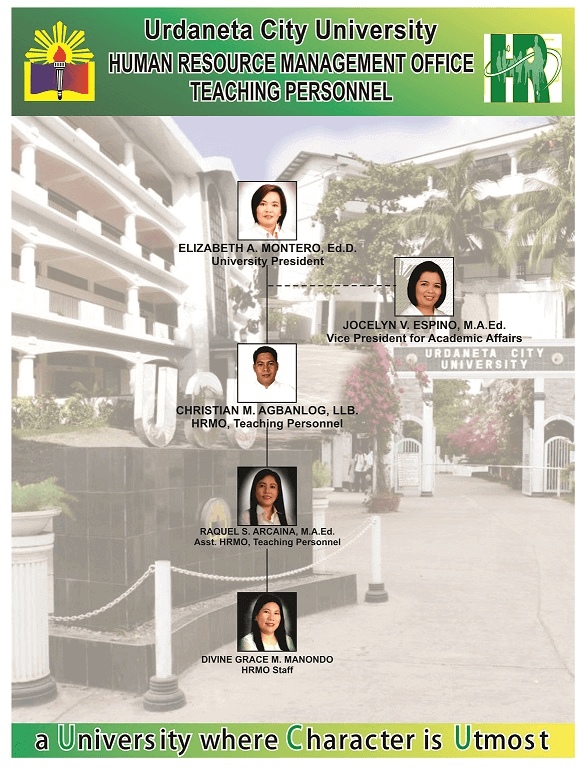 Urdaneta City University
HUMAN RESOURCE MANAGEMENT OFFICE
TEACHING PERSONNEL
HR
ELIZABETH A. MONTERO, Ed.D.
University President
JOCELYN V. ESPINO, M.A.Ed.
Vice President for Academic Affairs
URDANETA CITY
UNIVERSITY
CHRISTIAN M. AGBANLOG, LLB.
HRMO, Teaching Personnel
UCU
RAQUEL S. ARCAINA, M.A.Ed.
Asst. HRMO, Teaching Personnel
DIVINE GRACE M. MANONDO
HRMO Staff
a University where Character is Utmost